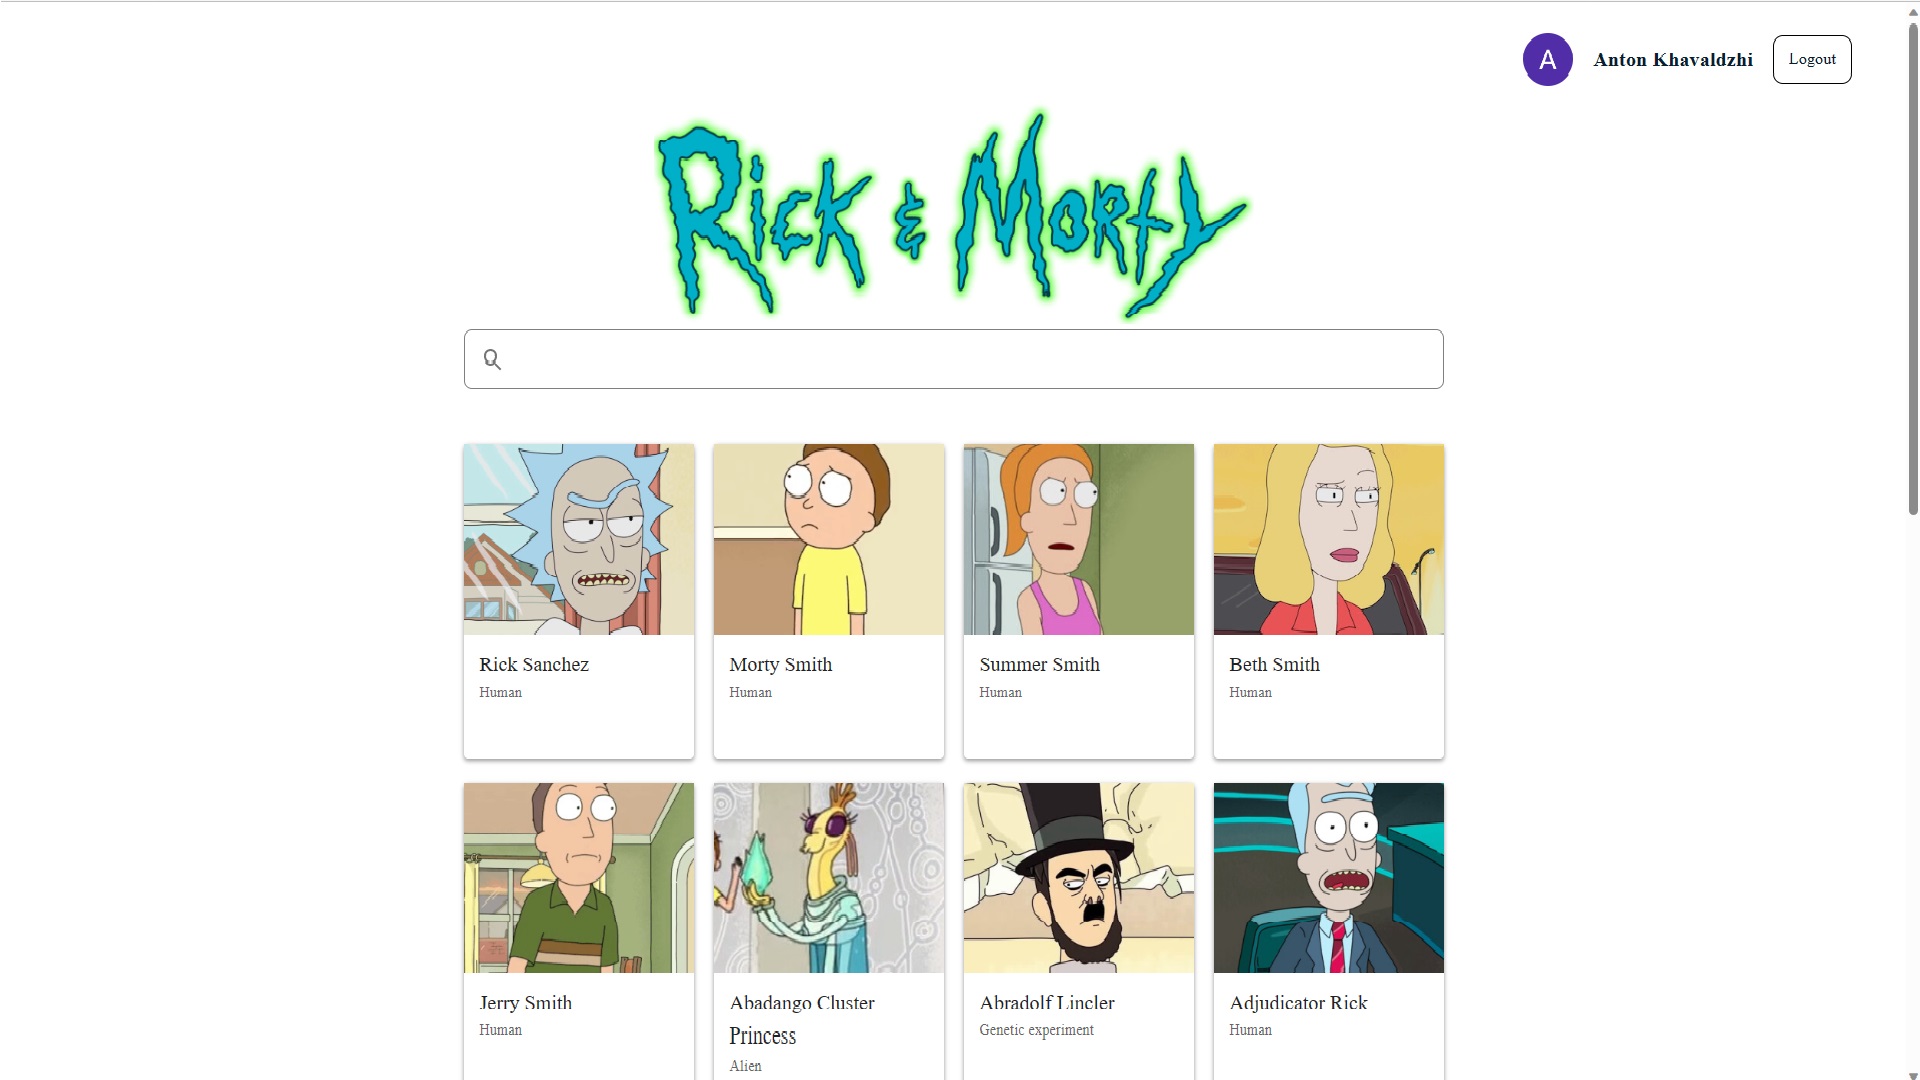 A
Anton Khavaldzhi
Logout
Rick & Morty
Rick Sanchez
Human
Morty Smith
Human
Summer Smith
Human
Beth Smith
Human
Jerry Smith
Human
Abadango Cluster
Princess
Alien
Abradolf Lincler
Genetic experiment
Adjudicator Rick
Human